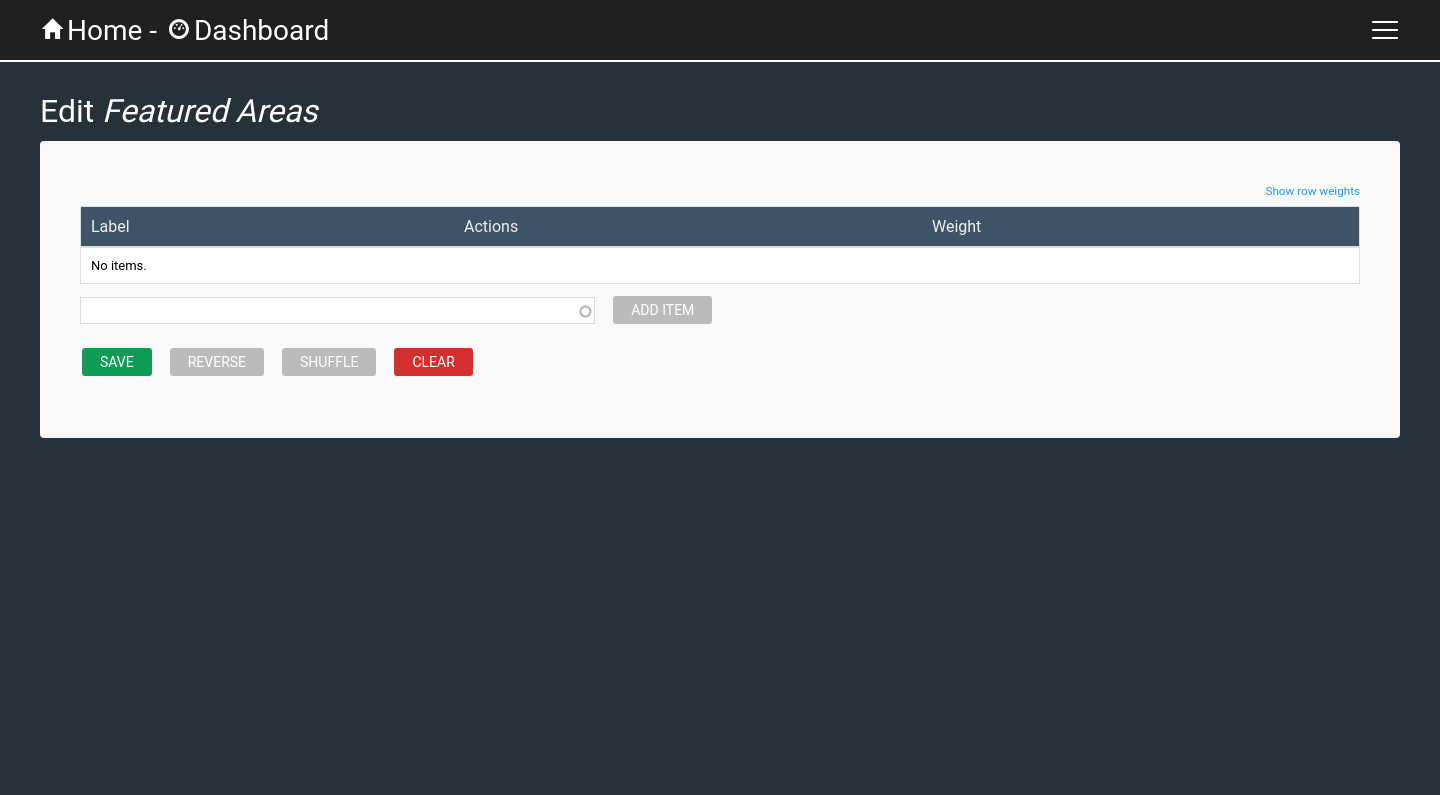 Home - Dashboard
Edit Featured Areas
Show row weights
Label Actions Weight
No items.
ADD ITEM
SAVE REVERSE SHUFFLE CLEAR